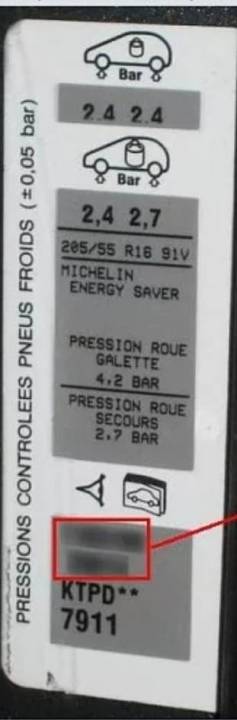 PRESSIONS CONTROLEES PNEUS FROIDS (±0,05 bar)
Bar
2.4 2.4
Bar
2,4 2,7
205/55 R16 91V
MICHELIN
ENERGY SAVER
PRESSION ROUE
GALETTE
4.2 BAR
PRESSION ROUE
SECOURS
2.7 BAR
KTPD**
7911